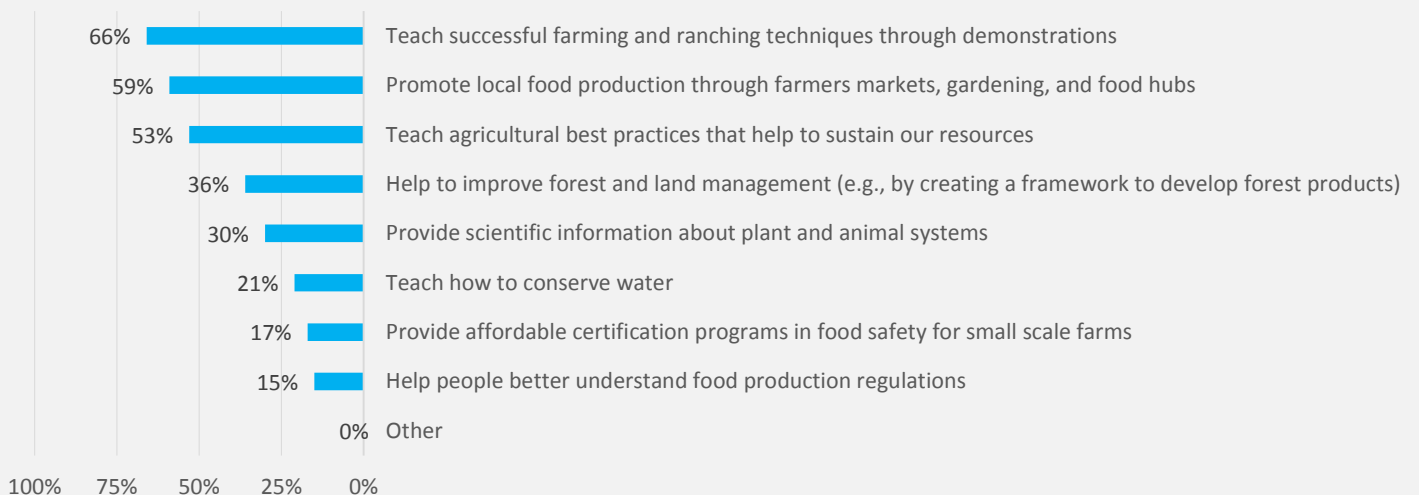 66% Teach successful farming and ranching techniques through demonstrations
59% Promote local food production through farmers markets, gardening, and food hubs
53% Teach agricultural best practices that help to sustain our resources
36% Help to improve forest and land management (e.g., by creating a framework to develop forest products)
30% Provide scientific information about plant and animal systems
21% Teach how to conserve water
17% Provide affordable certification programs in food safety for small scale farms
15% Help people better understand food production regulations
0% Other
100% 75% 50% 25% 0%